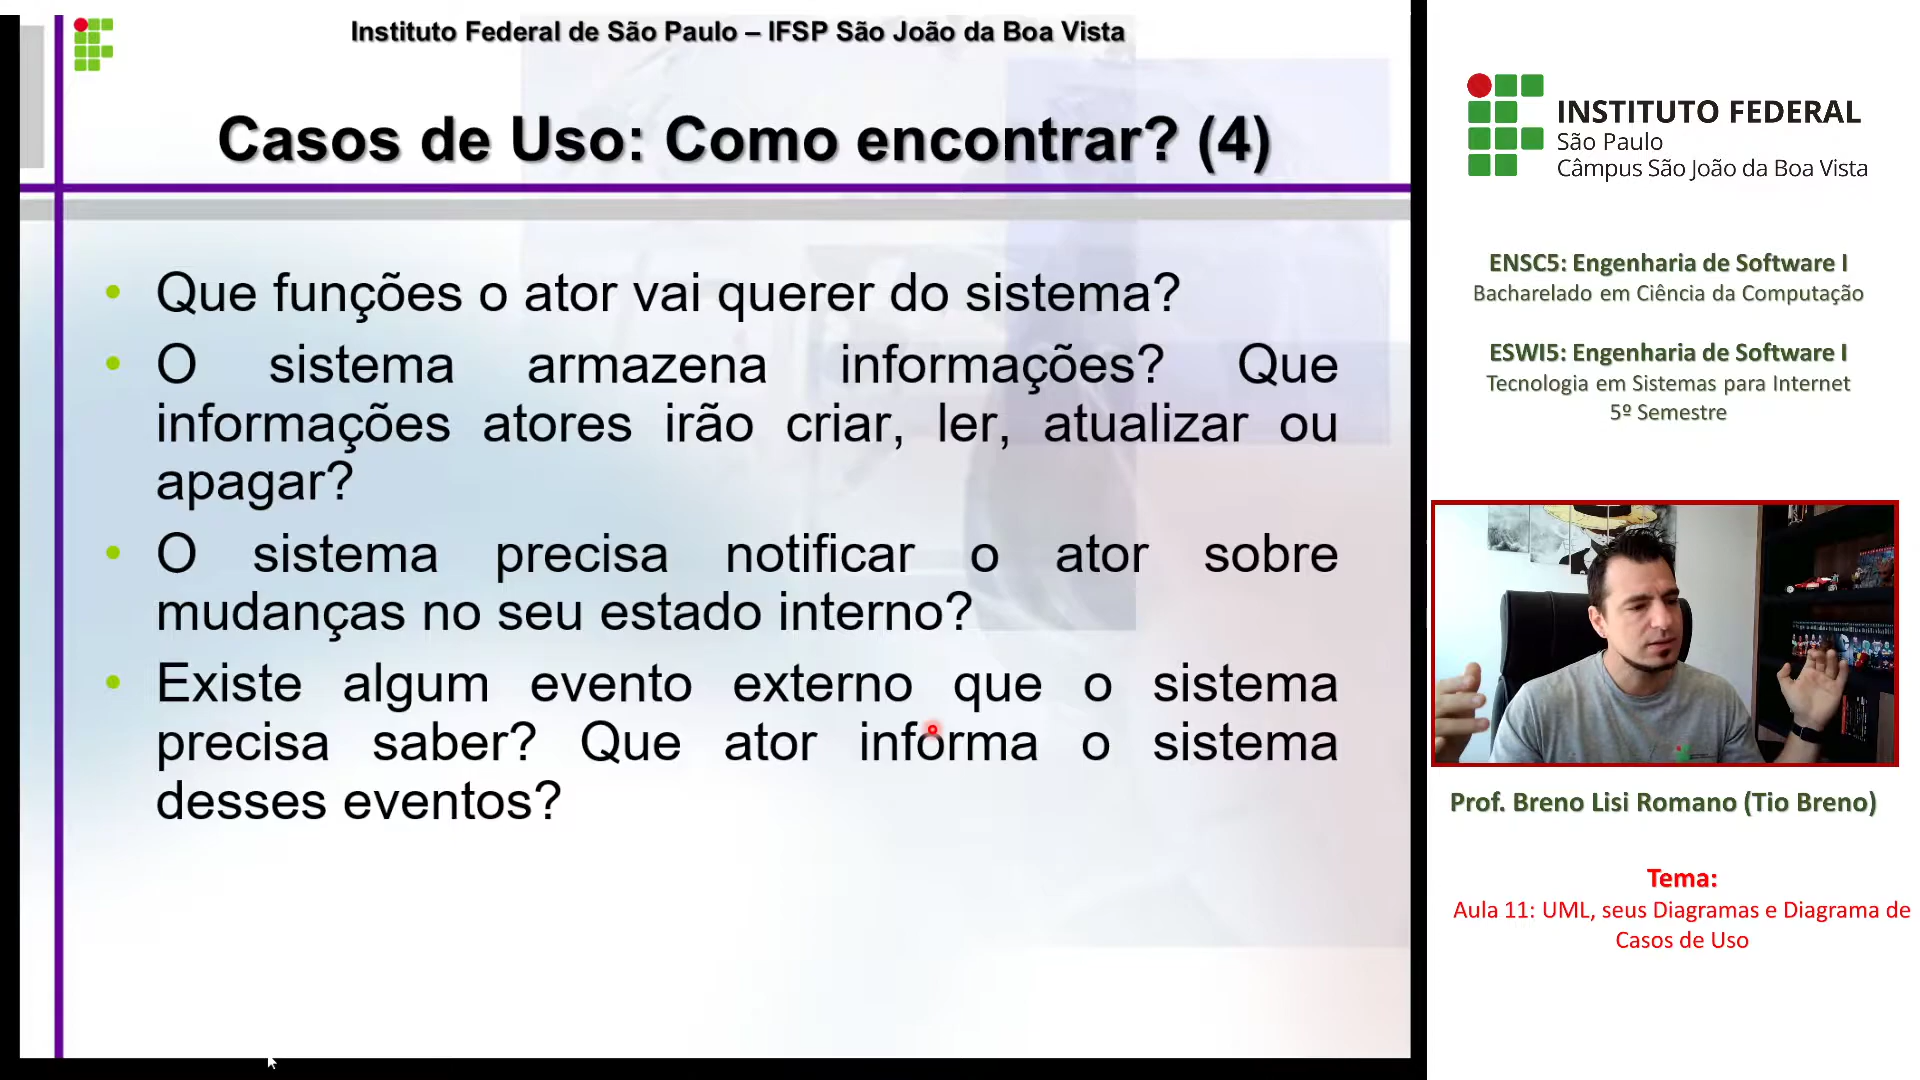 Instituto Federal de São Paulo – IFSP São João da Boa Vista
Casos de Uso: Como encontrar? (4)
• Que funções o ator vai querer do sistema?
• O sistema armazena informações? Que
informações atores irão criar, ler, atualizar ou
apagar?
• O sistema precisa notificar o ator sobre
mudanças no seu estado interno?
• Existe algum evento externo que o sistema
precisa saber? Que ator informa o sistema
desses eventos?
INSTITUTO FEDERAL
São Paulo
Câmpus São João da Boa Vista
ENSC5: Engenharia de Software I
Bacharelado em Ciência da Computação
ESWI5: Engenharia de Software I
Tecnologia em Sistemas para Internet
5º Semestre
Prof. Breno Lisi Romano (Tio Breno)
Tema:
Aula 11: UML, seus Diagramas e Diagrama de
Casos de Uso